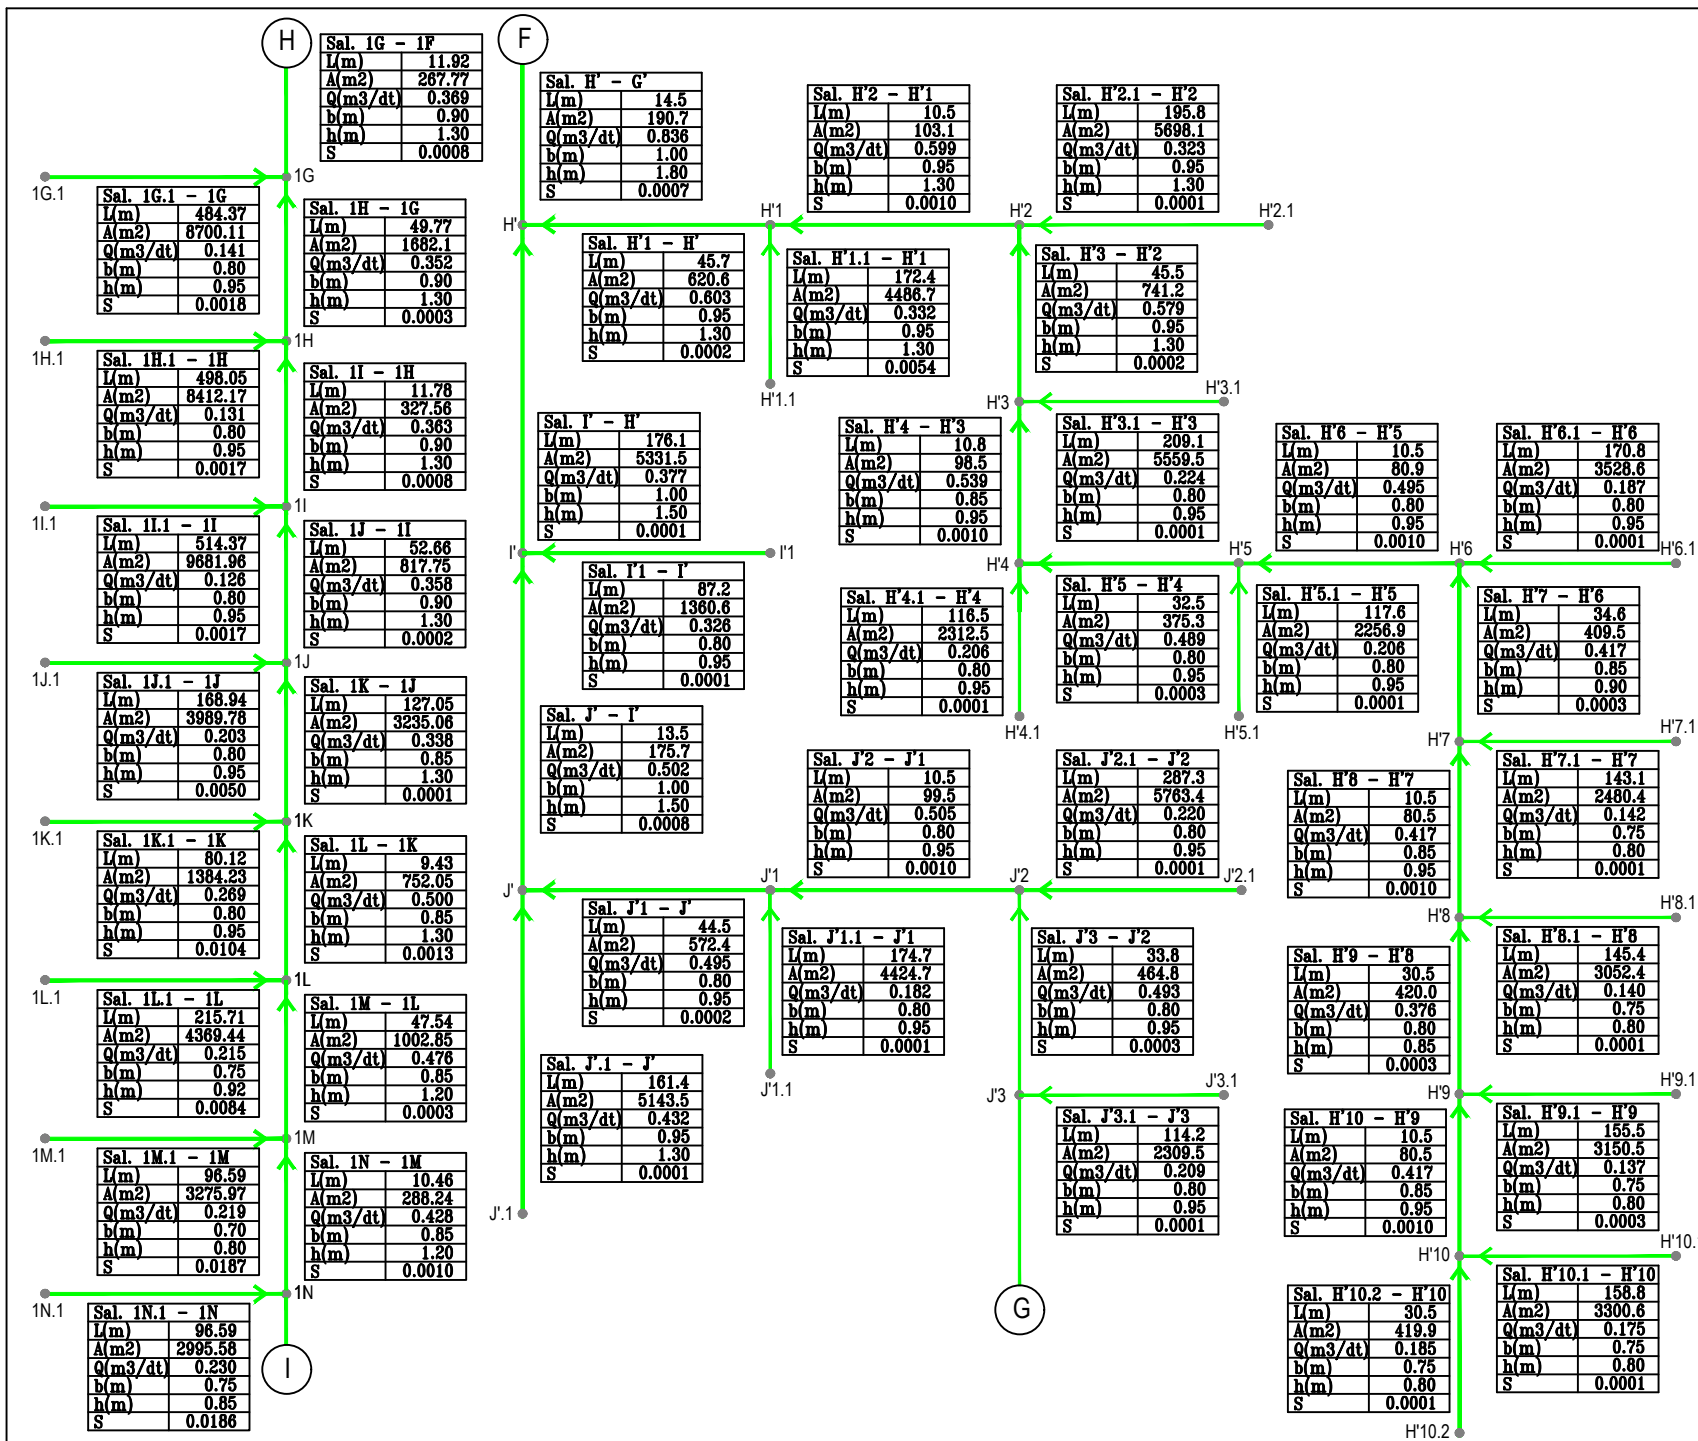 H
Sal. 1G - 1F
L(m) 11.92
A(m2) 267.77
Q(m3/dt) 0.369
b(m) 0.90
h(m) 1.30
S 0.0008
1G.1
1G
Sal. 1G.1 - 1G
L(m) 484.37
A(m2) 8700.11
Q(m3/dt) 0.141
b(m) 0.80
h(m) 0.95
S 0.0018
Sal. 1H - 1G
L(m) 49.77
A(m2) 1682.1
Q(m3/dt) 0.352
b(m) 0.90
h(m) 1.30
S 0.0003
1H.1
1H
Sal. 1H.1 - 1H
L(m) 498.05
A(m2) 8412.17
Q(m3/dt) 0.131
b(m) 0.80
h(m) 0.95
S 0.0017
Sal. 1I - 1H
L(m) 11.78
A(m2) 327.56
Q(m3/dt) 0.363
b(m) 0.90
h(m) 1.30
S 0.0008
1I.1
1I
Sal. 1I.1 - 1I
L(m) 514.37
A(m2) 9681.96
Q(m3/dt) 0.126
b(m) 0.80
h(m) 0.95
S 0.0017
Sal. 1J - 1I
L(m) 52.66
A(m2) 817.75
Q(m3/dt) 0.358
b(m) 0.90
h(m) 1.30
S 0.0002
1J.1
1J
Sal. 1J.1 - 1J
L(m) 168.94
A(m2) 3989.78
Q(m3/dt) 0.203
b(m) 0.80
h(m) 0.95
S 0.0050
Sal. 1K - 1J
L(m) 127.05
A(m2) 3235.06
Q(m3/dt) 0.338
b(m) 0.85
h(m) 1.30
S 0.0001
1K.1
1K
Sal. 1K.1 - 1K
L(m) 80.12
A(m2) 1384.23
Q(m3/dt) 0.269
b(m) 0.80
h(m) 0.95
S 0.0104
Sal. 1L - 1K
L(m) 9.43
A(m2) 752.05
Q(m3/dt) 0.500
b(m) 0.85
h(m) 1.30
S 0.0013
1L.1
1L
Sal. 1L.1 - 1L
L(m) 215.71
A(m2) 4369.44
Q(m3/dt) 0.215
b(m) 0.75
h(m) 0.92
S 0.0084
Sal. 1M - 1L
L(m) 47.54
A(m2) 1002.85
Q(m3/dt) 0.476
b(m) 0.85
h(m) 1.20
S 0.0003
1M.1
1M
Sal. 1M.1 - 1M
L(m) 96.59
A(m2) 3275.97
Q(m3/dt) 0.219
b(m) 0.70
h(m) 0.80
S 0.0187
Sal. 1N - 1M
L(m) 10.46
A(m2) 288.24
Q(m3/dt) 0.428
b(m) 0.85
h(m) 1.20
S 0.0010
1N.1
1N
Sal. 1N.1 - 1N
L(m) 96.59
A(m2) 2995.58
Q(m3/dt) 0.230
b(m) 0.75
h(m) 0.85
S 0.0186
I
F
Sal. H' - G'
L(m) 14.5
A(m2) 190.7
Q(m3/dt) 0.836
b(m) 1.00
h(m) 1.80
S 0.0007
Sal. H'2 - H'1
L(m) 10.5
A(m2) 103.1
Q(m3/dt) 0.599
b(m) 0.95
h(m) 1.30
S 0.0010
Sal. H'2.1 - H'2
L(m) 195.8
A(m2) 5698.1
Q(m3/dt) 0.323
b(m) 0.95
h(m) 1.30
S 0.0001
H'
H'1
H'2
H'2.1
Sal. H'1 - H'
L(m) 45.7
A(m2) 620.6
Q(m3/dt) 0.603
b(m) 0.95
h(m) 1.30
S 0.0002
Sal. H'1.1 - H'1
L(m) 172.4
A(m2) 4486.7
Q(m3/dt) 0.332
b(m) 0.95
h(m) 1.30
S 0.0054
Sal. H'3 - H'2
L(m) 45.5
A(m2) 741.2
Q(m3/dt) 0.579
b(m) 0.95
h(m) 1.30
S 0.0002
H'1.1
H'3
H'3.1
Sal. I' - H'
L(m) 176.1
A(m2) 5331.5
Q(m3/dt) 0.377
b(m) 1.00
h(m) 1.50
S 0.0001
Sal. H'4 - H'3
L(m) 10.8
A(m2) 98.5
Q(m3/dt) 0.539
b(m) 0.85
h(m) 0.95
S 0.0010
Sal. H'3.1 - H'3
L(m) 209.1
A(m2) 5559.5
Q(m3/dt) 0.224
b(m) 0.80
h(m) 0.95
S 0.0001
Sal. H'6 - H'5
L(m) 10.5
A(m2) 80.9
Q(m3/dt) 0.495
b(m) 0.80
h(m) 0.95
S 0.0010
Sal. H'6.1 - H'6
L(m) 170.8
A(m2) 3528.6
Q(m3/dt) 0.187
b(m) 0.80
h(m) 0.95
S 0.0001
I'
I'1
H'4
H'5
H'6
H'6.1
Sal. I'1 - I'
L(m) 87.2
A(m2) 1360.6
Q(m3/dt) 0.326
b(m) 0.80
h(m) 0.95
S 0.0001
Sal. H'4.1 - H'4
L(m) 116.5
A(m2) 2312.5
Q(m3/dt) 0.206
b(m) 0.80
h(m) 0.95
S 0.0001
Sal. H'5 - H'4
L(m) 32.5
A(m2) 375.3
Q(m3/dt) 0.489
b(m) 0.80
h(m) 0.95
S 0.0003
Sal. H'5.1 - H'5
L(m) 117.6
A(m2) 2256.9
Q(m3/dt) 0.206
b(m) 0.80
h(m) 0.95
S 0.0001
Sal. H'7 - H'6
L(m) 34.6
A(m2) 409.5
Q(m3/dt) 0.417
b(m) 0.85
h(m) 0.90
S 0.0003
H'4.1
H'5.1
H'7
H'7.1
Sal. J' - I'
L(m) 13.5
A(m2) 175.7
Q(m3/dt) 0.502
b(m) 1.00
h(m) 1.50
S 0.0008
Sal. J'2 - J'1
L(m) 10.5
A(m2) 99.5
Q(m3/dt) 0.505
b(m) 0.80
h(m) 0.95
S 0.0010
Sal. J'2.1 - J'2
L(m) 287.3
A(m2) 5763.4
Q(m3/dt) 0.220
b(m) 0.80
h(m) 0.95
S 0.0001
Sal. H'8 - H'7
L(m) 10.5
A(m2) 80.5
Q(m3/dt) 0.417
b(m) 0.85
h(m) 0.95
S 0.0010
Sal. H'7.1 - H'7
L(m) 143.1
A(m2) 2480.4
Q(m3/dt) 0.142
b(m) 0.75
h(m) 0.80
S 0.0001
J'
J'1
J'2
J'2.1
H'8
H'8.1
Sal. J'1 - J'
L(m) 44.5
A(m2) 572.4
Q(m3/dt) 0.495
b(m) 0.80
h(m) 0.95
S 0.0002
Sal. J'1.1 - J'1
L(m) 174.7
A(m2) 4424.7
Q(m3/dt) 0.182
b(m) 0.80
h(m) 0.95
S 0.0001
Sal. J'3 - J'2
L(m) 33.8
A(m2) 464.8
Q(m3/dt) 0.493
b(m) 0.80
h(m) 0.95
S 0.0003
Sal. H'9 - H'8
L(m) 30.5
A(m2) 420.0
Q(m3/dt) 0.376
b(m) 0.80
h(m) 0.85
S 0.0003
Sal. H'8.1 - H'8
L(m) 145.4
A(m2) 3052.4
Q(m3/dt) 0.140
b(m) 0.75
h(m) 0.80
S 0.0001
Sal. J'.1 - J'
L(m) 161.4
A(m2) 5143.5
Q(m3/dt) 0.432
b(m) 0.95
h(m) 1.30
S 0.0001
J'1.1
J'3
J'3.1
H'9
H'9.1
Sal. J'3.1 - J'3
L(m) 114.2
A(m2) 2309.5
Q(m3/dt) 0.209
b(m) 0.80
h(m) 0.95
S 0.0001
Sal. H'10 - H'9
L(m) 10.5
A(m2) 80.5
Q(m3/dt) 0.417
b(m) 0.85
h(m) 0.95
S 0.0010
Sal. H'9.1 - H'9
L(m) 155.5
A(m2) 3150.5
Q(m3/dt) 0.137
b(m) 0.75
h(m) 0.80
S 0.0003
J'.1
H'10
H'10.
G
Sal. H'10.2 - H'10
L(m) 30.5
A(m2) 419.9
Q(m3/dt) 0.185
b(m) 0.75
h(m) 0.80
S 0.0001
Sal. H'10.1 - H'10
L(m) 158.8
A(m2) 3300.6
Q(m3/dt) 0.175
b(m) 0.75
h(m) 0.80
S 0.0001
H'10.2